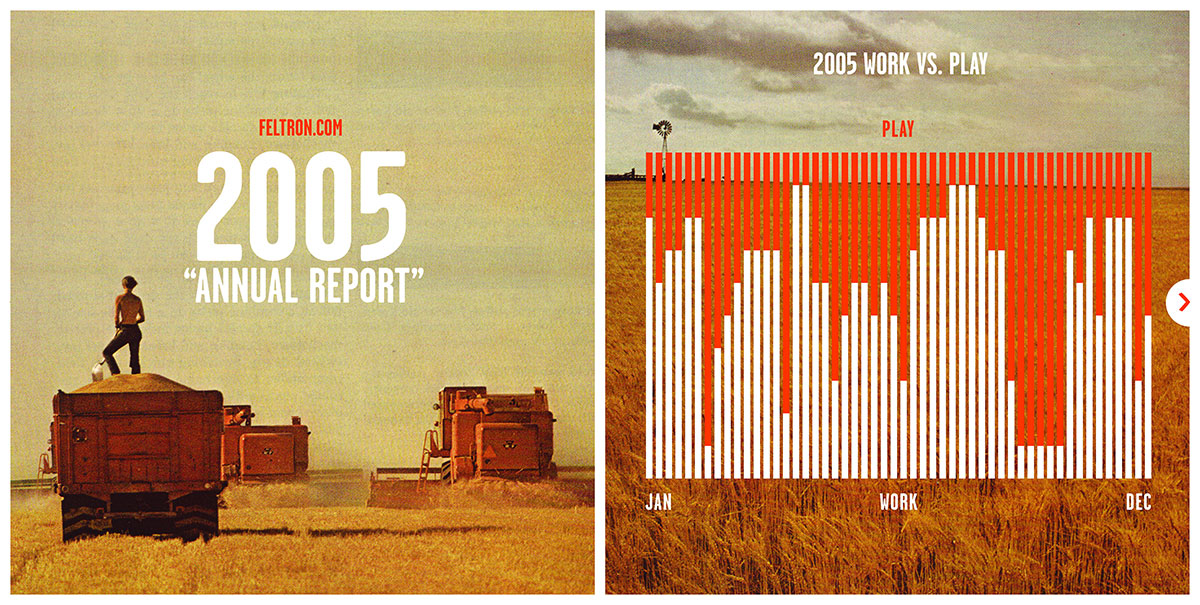 FELTRON.COM
2005
“ANNUAL REPORT”
2005 WORK VS. PLAY
PLAY
JAN
WORK
DEC